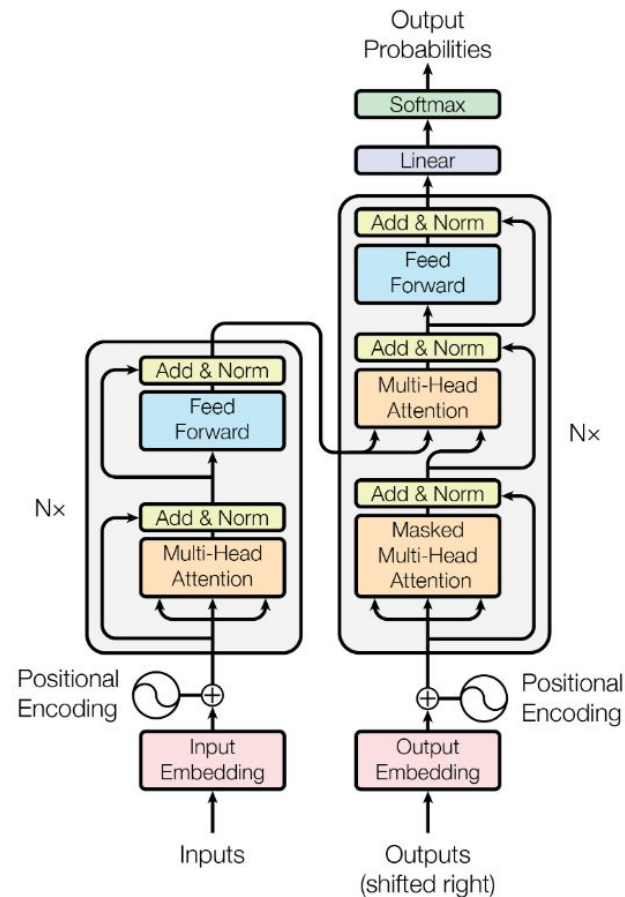 Output
Probabilities
Softmax
Linear
Add & Norm
Feed
Forward
Add & Norm
Multi-Head
Attention
Add & Norm
Masked
Multi-Head
Attention
N×
Positional
Encoding
Output
Embedding
Outputs
(shifted right)
Add & Norm
Feed
Forward
N×
Add & Norm
Multi-Head
Attention
Positional
Encoding
Input
Embedding
Inputs